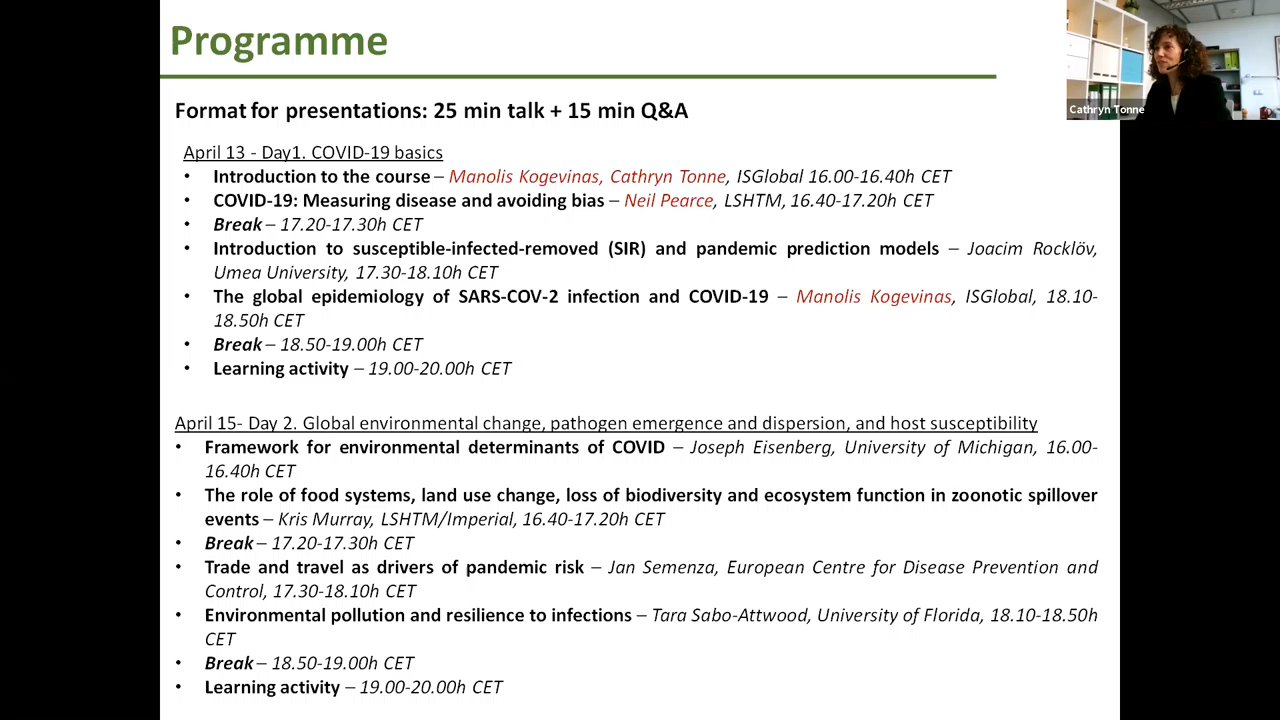 Programme
Cathryn Tonne
Format for presentations: 25 min talk + 15 min Q&A
April 13 - Day1. COVID-19 basics
• Introduction to the course – Manolis Kogevinas, Cathryn Tonne, ISGlobal 16.00-16.40h CET
• COVID-19: Measuring disease and avoiding bias – Neil Pearce, LSHTM, 16.40-17.20h CET
• Break – 17.20-17.30h CET
• Introduction to susceptible-infected-removed (SIR) and pandemic prediction models – Joacim Rocklöv,
Umea University, 17.30-18.10h CET
• The global epidemiology of SARS-COV-2 infection and COVID-19 – Manolis Kogevinas, ISGlobal, 18.10-
18.50h CET
• Break – 18.50-19.00h CET
• Learning activity – 19.00-20.00h CET
April 15- Day 2. Global environmental change, pathogen emergence and dispersion, and host susceptibility
• Framework for environmental determinants of COVID – Joseph Eisenberg, University of Michigan, 16.00-
16.40h CET
• The role of food systems, land use change, loss of biodiversity and ecosystem function in zoonotic spillover
events – Kris Murray, LSHTM/Imperial, 16.40-17.20h CET
• Break – 17.20-17.30h CET
• Trade and travel as drivers of pandemic risk – Jan Semenza, European Centre for Disease Prevention and
Control, 17.30-18.10h CET
• Environmental pollution and resilience to infections – Tara Sabo-Attwood, University of Florida, 18.10-18.50h
CET
• Break – 18.50-19.00h CET
• Learning activity – 19.00-20.00h CET